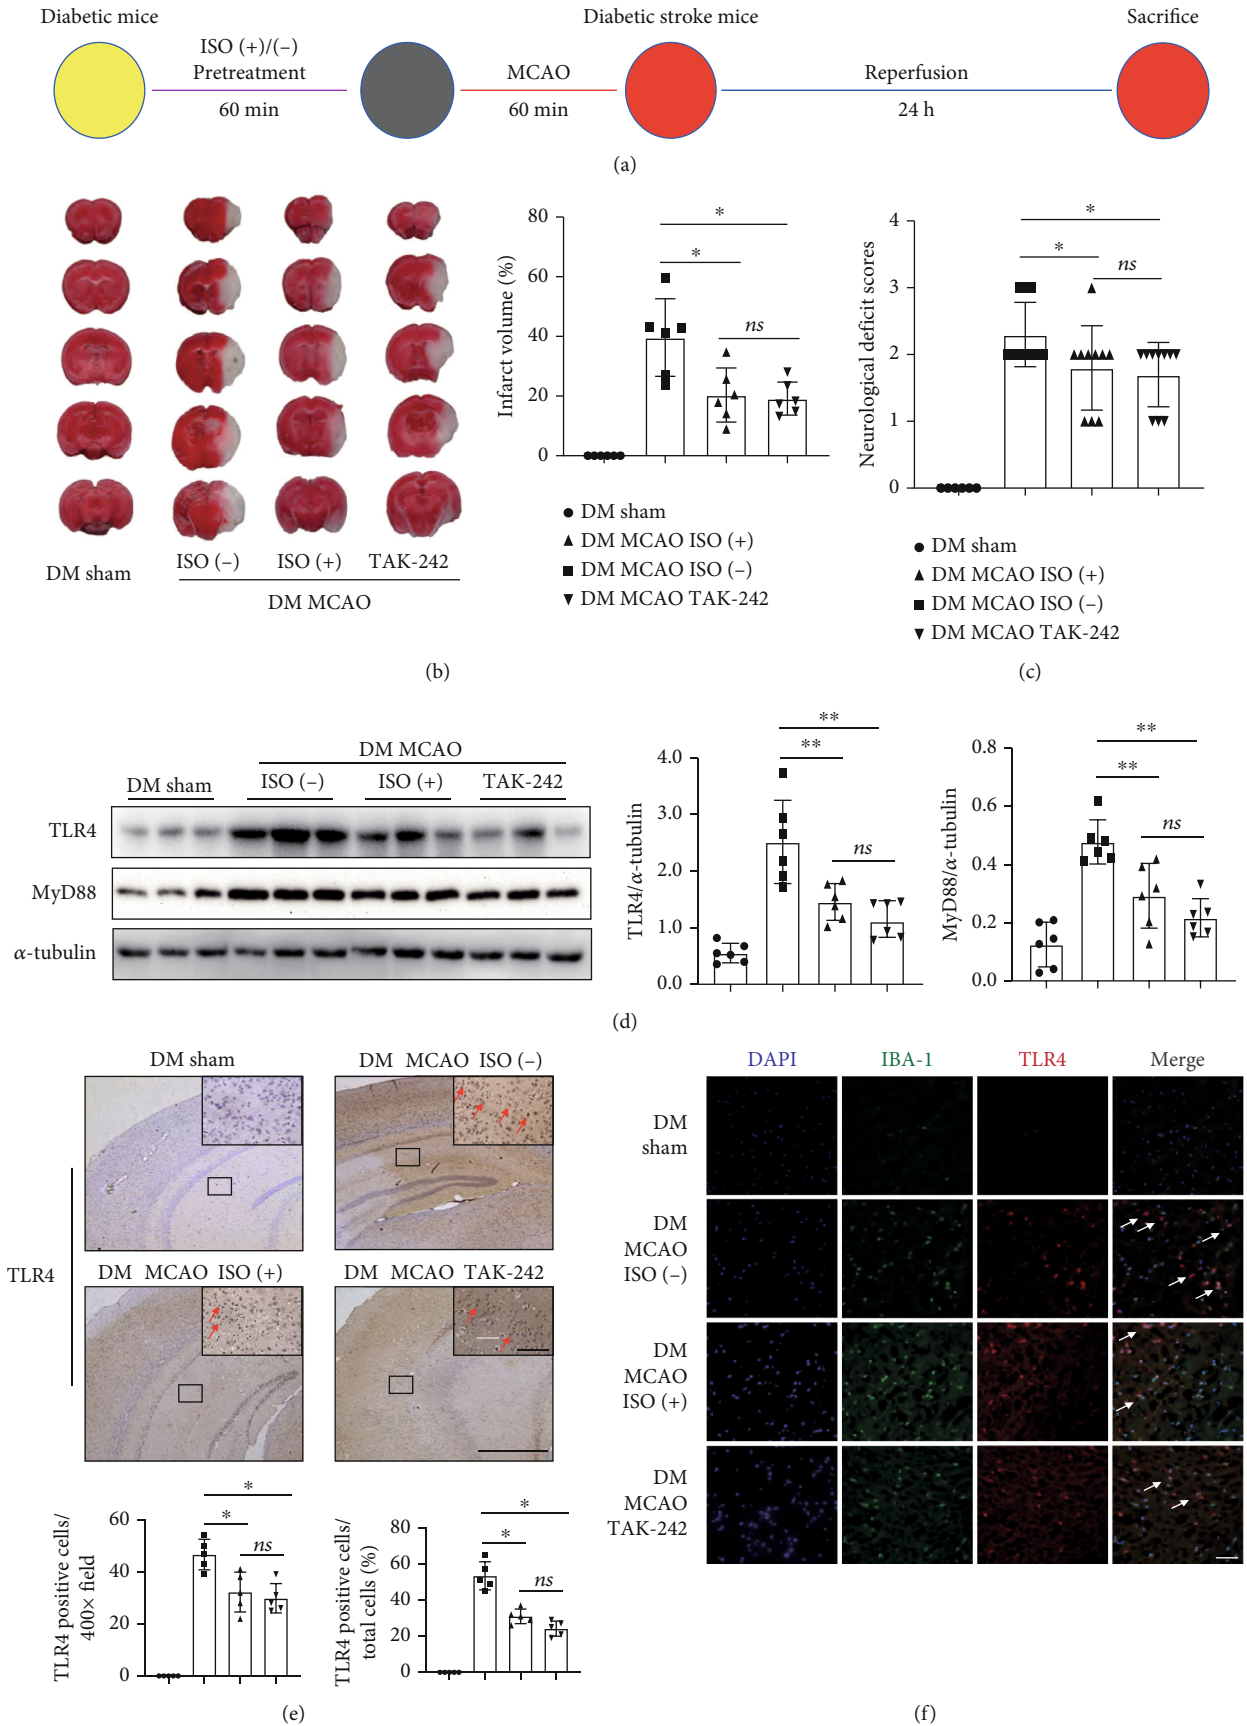 Diabetic mice
Diabetic stroke mice
Sacrifice
ISO (+)/(–)
Pretreatment
60 min
MCAO
60 min
Reperfusion
24 h
(a)
DM sham
ISO (–)
ISO (+)
TAK-242
DM MCAO
Infarct volume (%)
80
60
40
20
0
*
*
ns
● DM sham
▲ DM MCAO ISO (+)
■ DM MCAO ISO (–)
▼ DM MCAO TAK-242
(b)
Neurological deficit scores
4
3
2
1
0
*
*
ns
● DM sham
▲ DM MCAO ISO (+)
■ DM MCAO ISO (–)
▼ DM MCAO TAK-242
(c)
DM MCAO
DM sham
ISO (–)
ISO (+)
TAK-242
TLR4
MyD88
α-tubulin
TLR4/α-tubulin
4.0
3.0
2.0
1.0
0.0
**
**
ns
MyD88/α-tubulin
0.8
0.6
0.4
0.2
0.0
**
**
ns
(d)
TLR4
DM sham
DM MCAO ISO (–)
DM MCAO ISO (+)
DM MCAO TAK-242
TLR4 positive cells/
400× field
60
40
20
0
*
*
ns
TLR4 positive cells/
total cells (%)
80
60
40
20
0
*
*
ns
(e)
DAPI
IBA-1
TLR4
Merge
DM
sham
DM
MCAO
ISO (–)
DM
MCAO
ISO (+)
DM
MCAO
TAK-242
(f)